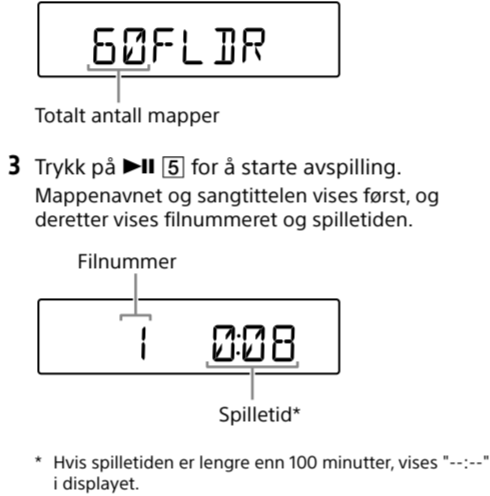 60FLDR
Totalt antall mapper
3 Trykk på ►II 5 for å starte avspilling.
Mappenavnet og sangtittelen vises først, og
deretter vises filnummeret og spilletiden.
Filnummer
1 0:08
Spilletid*
* Hvis spilletiden er lengre enn 100 minutter, vises "--:--"
i displayet.